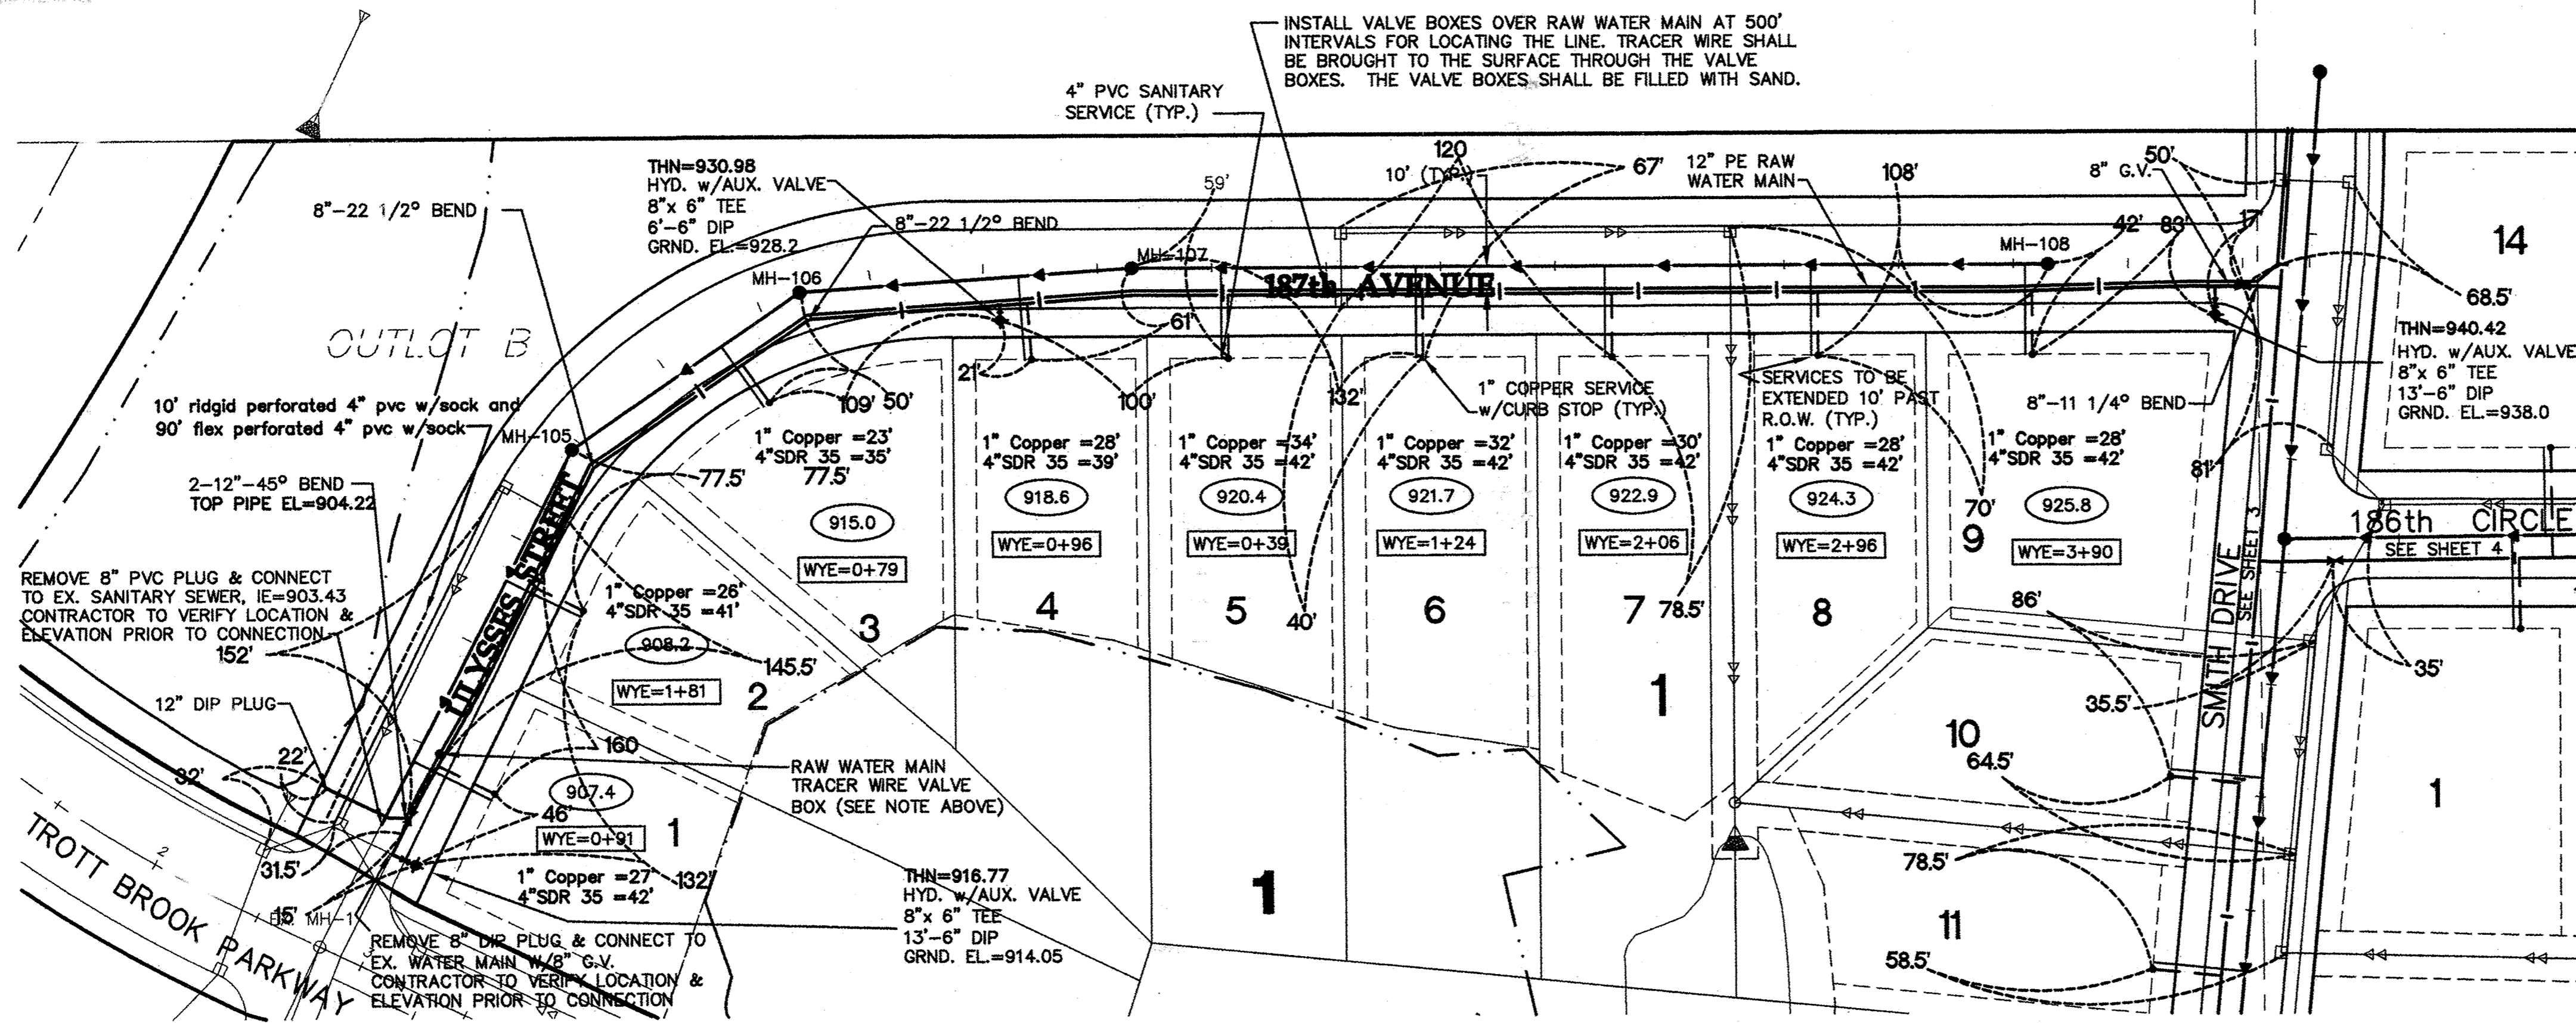 INSTALL VALVE BOXES OVER RAW WATER MAIN AT 500'
INTERVALS FOR LOCATING THE LINE. TRACER WIRE SHALL
BE BROUGHT TO THE SURFACE THROUGH THE VALVE
BOXES. THE VALVE BOXES SHALL BE FILLED WITH SAND.
4" PVC SANITARY
SERVICE (TYP.)
THN=930.98
HYD. w/AUX. VALVE
8"x 6" TEE
6'-6" DIP
GRND. EL.=928.2
8"-22 1/2° BEND
8"-22 1/2° BEND
59'
120
10' (TYP.)
67'
12" PE RAW
WATER MAIN
108'
8" G.V.
50'
42'
83'
17'
14
MH-106
MH-107
MH-108
187th AVENUE
68.5'
THN=940.42
HYD. w/AUX. VALVE
8"x 6" TEE
13'-6" DIP
GRND. EL.=938.0
OUTLOT B
61'
21'
109'
50'
100'
132'
1" COPPER SERVICE
w/CURB STOP (TYP.)
SERVICES TO BE
EXTENDED 10' PAST
R.O.W. (TYP.)
8"-11 1/4° BEND
10' ridgid perforated 4" pvc w/sock and
90' flex perforated 4" pvc w/sock
MH-105
77.5'
1" Copper =23'
4"SDR 35 =35'
77.5'
1" Copper =28'
4"SDR 35 =39'
1" Copper =34'
4"SDR 35 =42'
1" Copper =32'
4"SDR 35 =42'
1" Copper =30'
4"SDR 35 =42'
1" Copper =28'
4"SDR 35 =42'
1" Copper =28'
4"SDR 35 =42'
81'
2-12"-45° BEND
TOP PIPE EL=904.22
915.0
918.6
920.4
921.7
922.9
924.3
925.8
70'
9
WYE=0+79
WYE=0+96
WYE=0+39
WYE=1+24
WYE=2+06
WYE=2+96
WYE=3+90
186th CIRCLE
SEE SHEET 4
SMITH DRIVE
SEE SHEET 3
ULYSSES STREET
REMOVE 8" PVC PLUG & CONNECT
TO EX. SANITARY SEWER, IE=903.43
CONTRACTOR TO VERIFY LOCATION &
ELEVATION PRIOR TO CONNECTION
152'
1" Copper =26'
4"SDR 35 =41'
908.2
WYE=1+81
2
145.5'
3
4
5
40'
6
7
78.5'
8
86'
35'
35.5'
1
10
64.5'
12" DIP PLUG
22'
32'
160
RAW WATER MAIN
TRACER WIRE VALVE
BOX (SEE NOTE ABOVE)
907.4
46'
WYE=0+91
1
1" Copper =27'
4"SDR 35 =42'
132'
31.5'
15'
EX. MH-1
2
3
TROTT BROOK PARKWAY
THN=916.77
HYD. w/AUX. VALVE
8"x 6" TEE
13'-6" DIP
GRND. EL.=914.05
REMOVE 8" DIP PLUG & CONNECT TO
EX. WATER MAIN W/8" G.V.
CONTRACTOR TO VERIFY LOCATION &
ELEVATION PRIOR TO CONNECTION
1
1
78.5'
11
58.5'